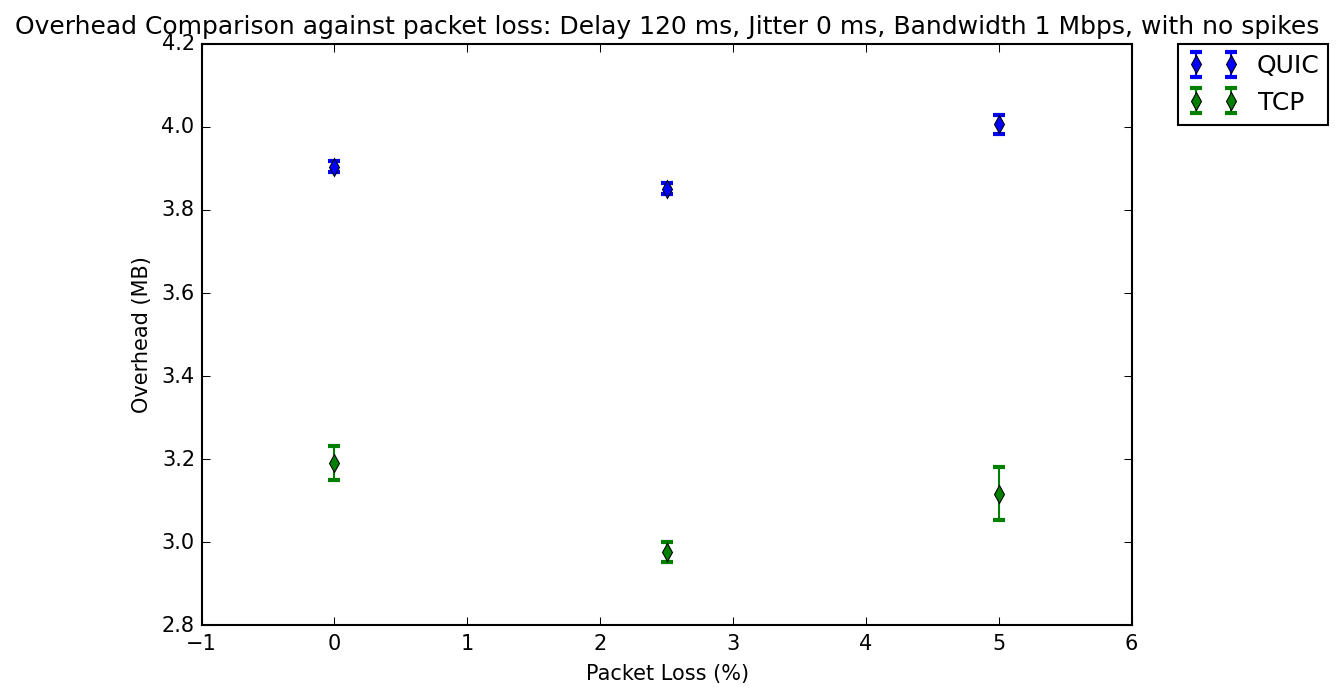 Overhead Comparison against packet loss: Delay 120 ms, Jitter 0 ms, Bandwidth 1 Mbps, with no spikes
QUIC
TCP
Overhead (MB)
4.2
4.0
3.8
3.6
3.4
3.2
3.0
2.8
−1 0 1 2 3 4 5 6
Packet Loss (%)